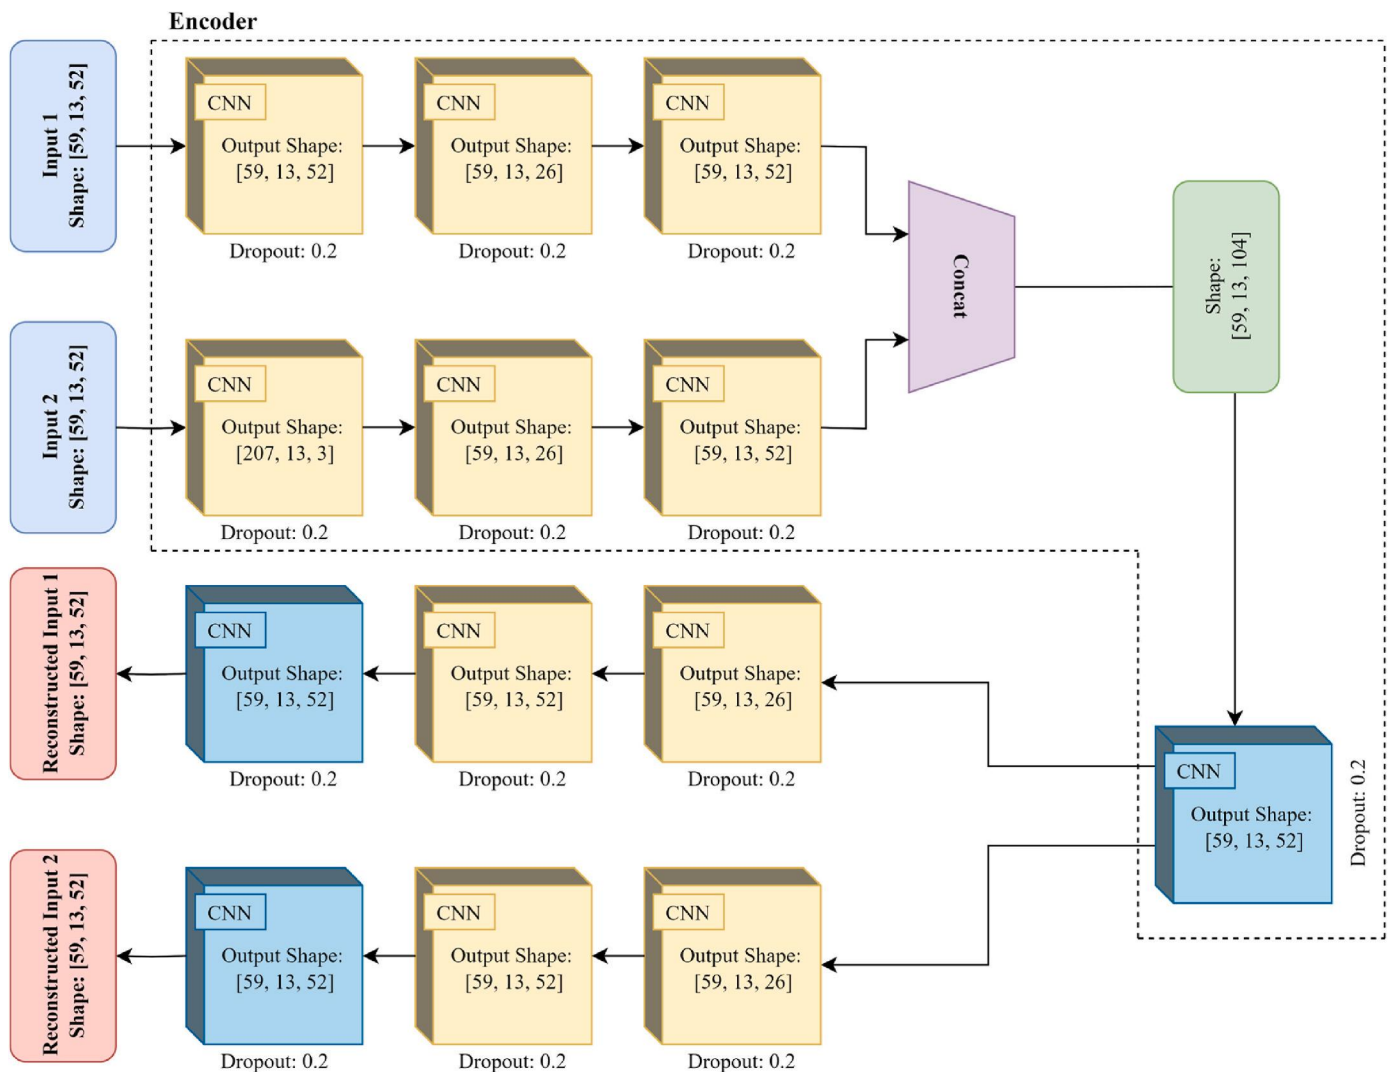 Encoder
Input 1
Shape: [59, 13, 52]
CNN
Output Shape:
[59, 13, 52]
Dropout: 0.2
CNN
Output Shape:
[59, 13, 26]
Dropout: 0.2
CNN
Output Shape:
[59, 13, 52]
Dropout: 0.2
Concat
Shape:
[59, 13, 104]
Input 2
Shape: [59, 13, 52]
CNN
Output Shape:
[207, 13, 3]
Dropout: 0.2
CNN
Output Shape:
[59, 13, 26]
Dropout: 0.2
CNN
Output Shape:
[59, 13, 52]
Dropout: 0.2
Reconstructed Input 1
Shape: [59, 13, 52]
CNN
Output Shape:
[59, 13, 52]
Dropout: 0.2
CNN
Output Shape:
[59, 13, 52]
Dropout: 0.2
CNN
Output Shape:
[59, 13, 26]
Dropout: 0.2
CNN
Output Shape:
[59, 13, 52]
Dropout: 0.2
Reconstructed Input 2
Shape: [59, 13, 52]
CNN
Output Shape:
[59, 13, 52]
Dropout: 0.2
CNN
Output Shape:
[59, 13, 52]
Dropout: 0.2
CNN
Output Shape:
[59, 13, 26]
Dropout: 0.2